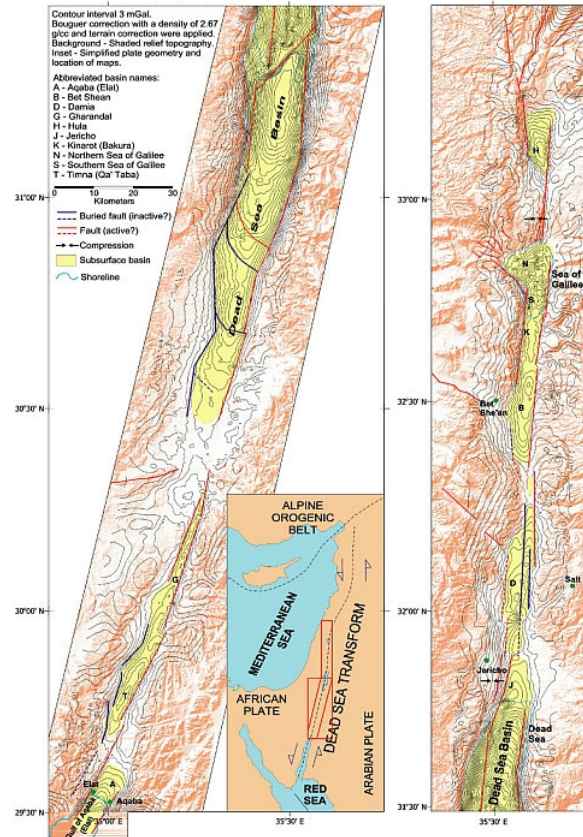 Contour interval 3 mGal.
Bouguer correction with a density of 2.67
g/cc and terrain correction were applied.
Background - Shaded relief topography.
Inset - Simplified plate geometry and
location of maps.
Abbreviated basin names:
A - Aqaba (Elat)
B - Bet Shean
D - Damia
G - Gharandal
H - Hula
J - Jericho
K - Kinarot (Bakura)
N - Northern Sea of Galilee
S - Southern Sea of Galilee
T - Timna (Qa' Taba)
0 10 20 30
Kilometers
Buried fault (inactive?)
Fault (active?)
Compression
Subsurface basin
Shoreline
31°00' N
30°30' N
30°00' N
29°30' N
35°00' E
35°30' E
Dead Sea Basin
G
T
A
Elat
Aqaba
Gulf of Aqaba
(Elat)
ALPINE
OROGENIC
BELT
MEDITERRANEAN
SEA
AFRICAN
PLATE
DEAD SEA TRANSFORM
ARABIAN PLATE
RED
SEA
33°00' N
32°30' N
32°00' N
31°30' N
35°30' E
H
N
Sea of
Galilee
S
K
Bet
She'an
B
D
Salt
Jericho
J
Dead
Sea
Dead Sea Basin